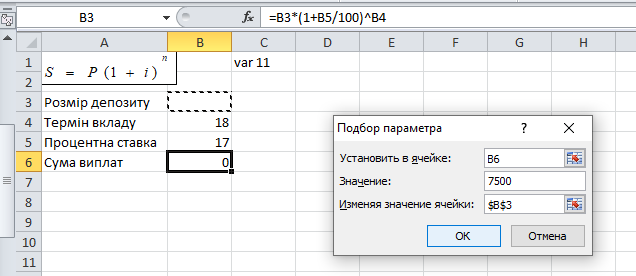 B3 fx =B3*(1+B5/100)^B4
A B C D E F G H
1 S = P (1 + i)^n var 11
2
3 Розмір депозиту
4 Термін вкладу 18
5 Процентна ставка 17
6 Сума виплат 0
7
8
9
10
11
Подбор параметра
Установить в ячейке: B6
Значение: 7500
Изменяя значение ячейки: $B$3
ОК Отмена